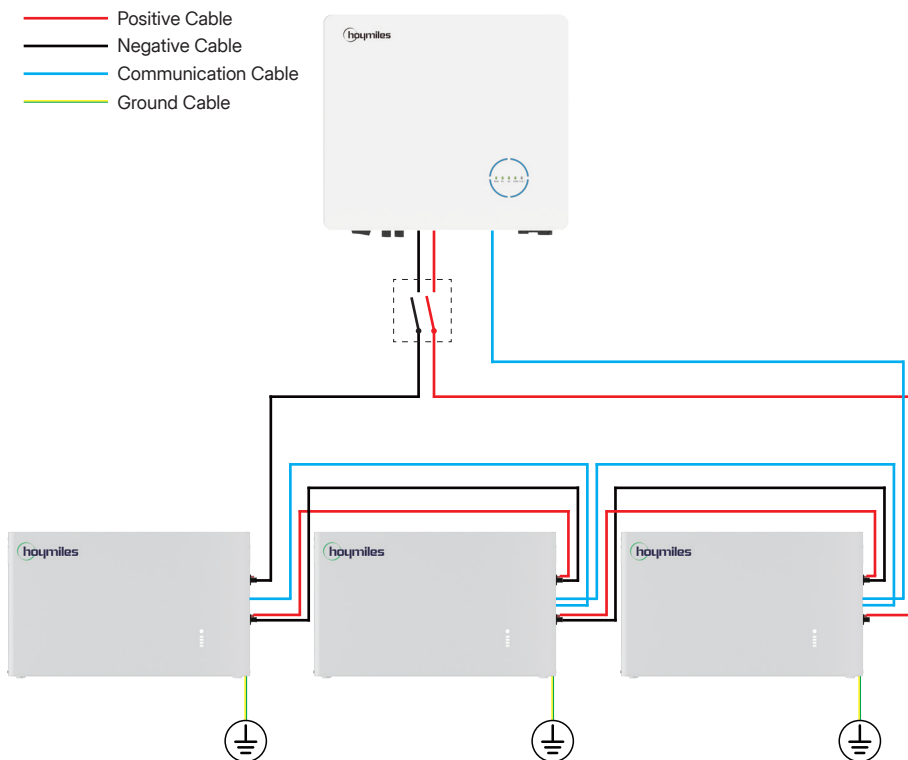 Positive Cable
Negative Cable
Communication Cable
Ground Cable
hoymiles
hoymiles
hoymiles
hoymiles